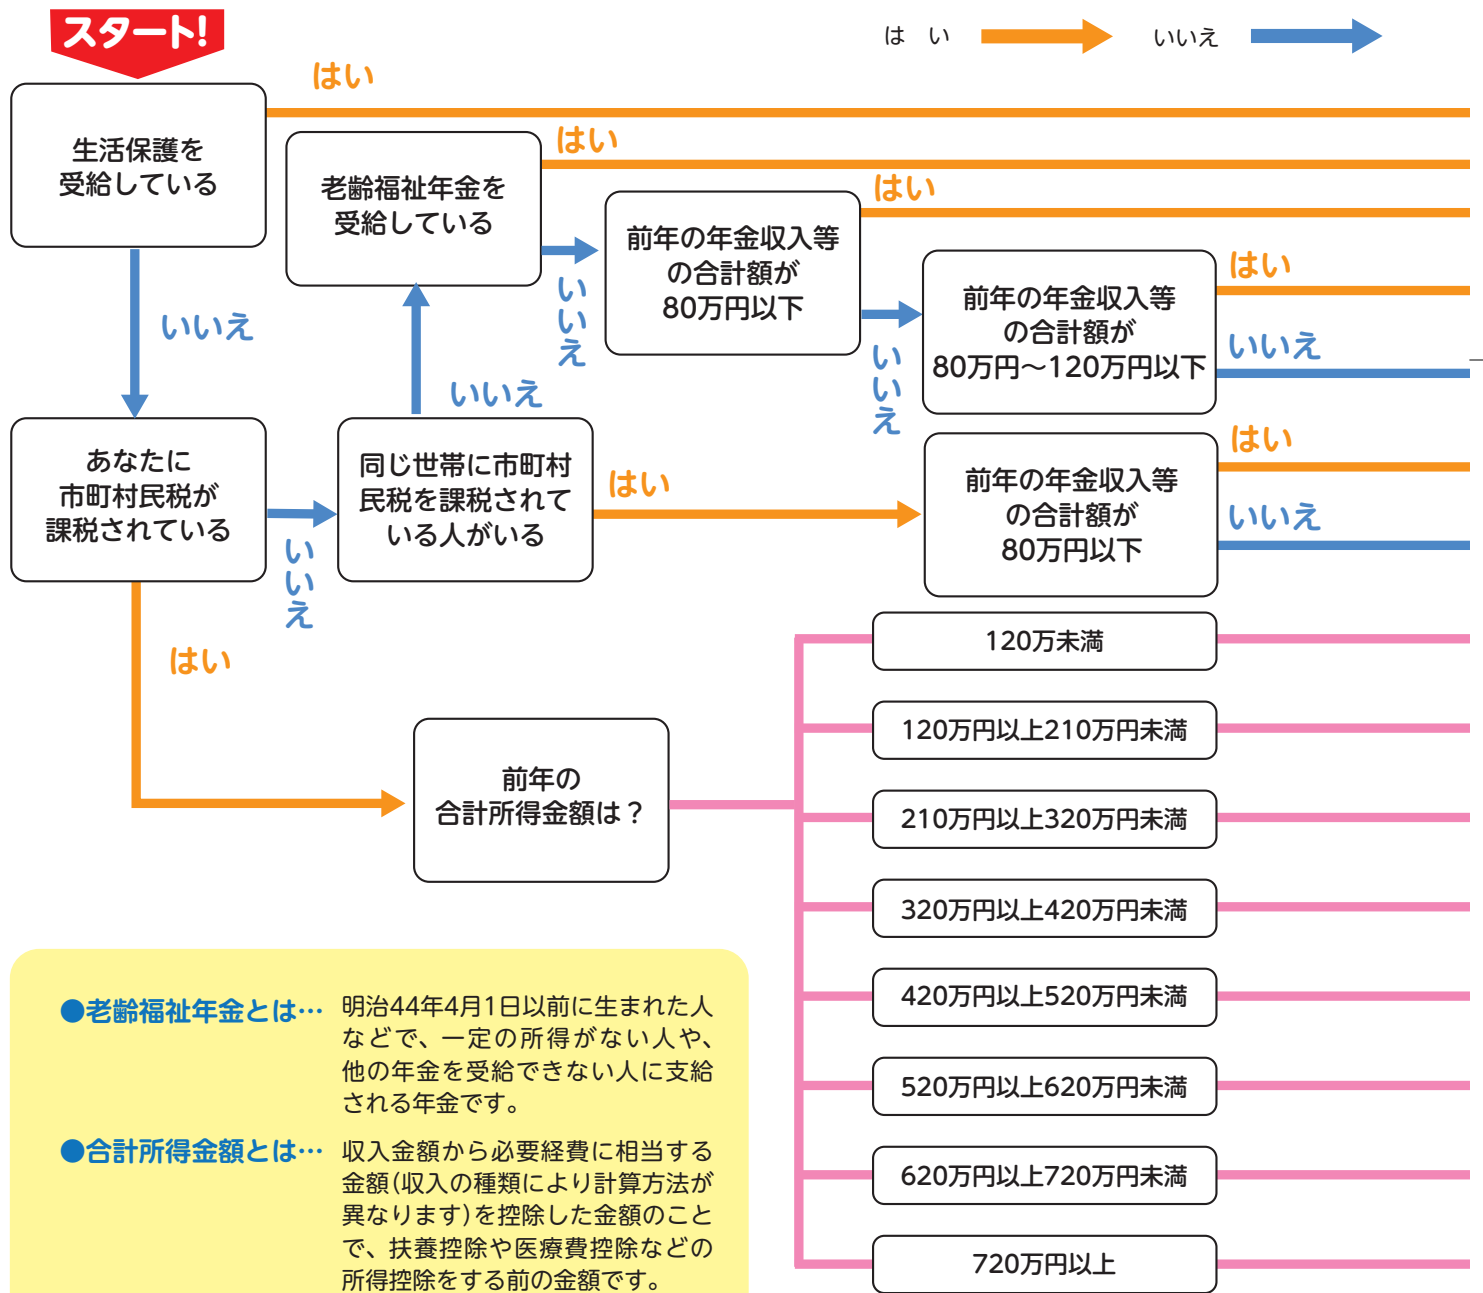 スタート!
は い
いいえ
はい
生活保護を
受給している
はい
老齢福祉年金を
受給している
はい
前年の年金収入等
の合計額が
80万円以下
はい
前年の年金収入等
の合計額が
80万円～120万円以下
いいえ
いいえ
いいえ
いいえ
いいえ
あなたに
市町村民税が
課税されている
いいえ
同じ世帯に市町村
民税を課税されて
いる人がいる
はい
前年の年金収入等
の合計額が
80万円以下
はい
いいえ
はい
前年の
合計所得金額は？
120万未満
120万円以上210万円未満
210万円以上320万円未満
320万円以上420万円未満
420万円以上520万円未満
520万円以上620万円未満
620万円以上720万円未満
720万円以上
●老齢福祉年金とは… 明治44年4月1日以前に生まれた人
などで、一定の所得がない人や、
他の年金を受給できない人に支給
される年金です。
●合計所得金額とは… 収入金額から必要経費に相当する
金額（収入の種類により計算方法が
異なります）を控除した金額のこと
で、扶養控除や医療費控除などの
所得控除をする前の金額です。